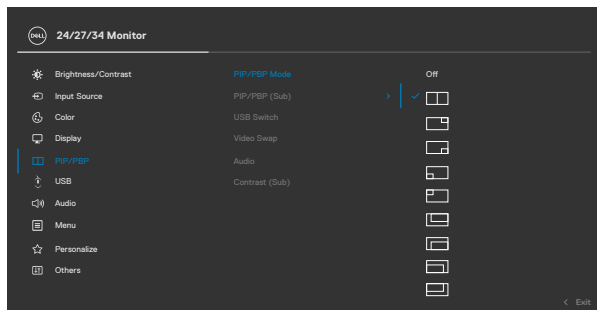 DELL 24/27/34 Monitor
Brightness/Contrast
Input Source
Color
Display
PIP/PBP
USB
Audio
Menu
Personalize
Others
PIP/PBP Mode
PIP/PBP (Sub)
USB Switch
Video Swap
Audio
Contrast (Sub)
Off
Exit